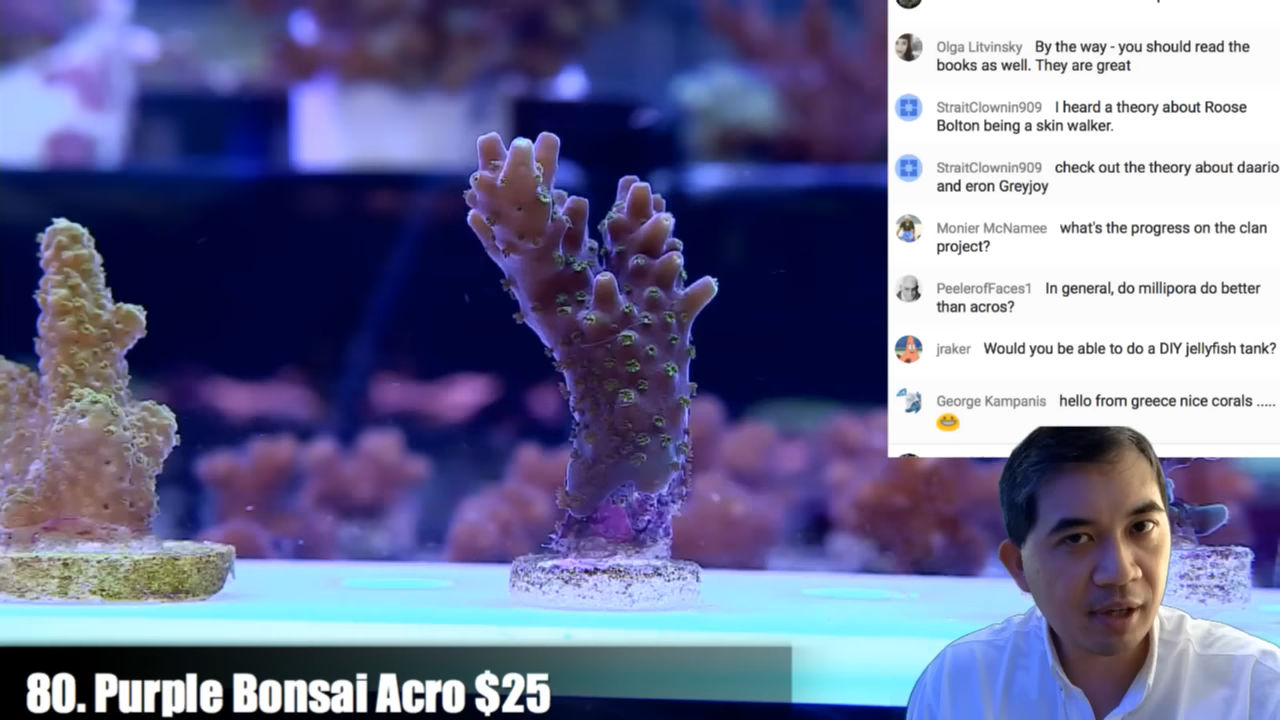 Olga Litvinsky By the way - you should read the
books as well. They are great
StraitClownin909 I heard a theory about Roose
Bolton being a skin walker.
StraitClownin909 check out the theory about daario
and eron Greyjoy
Monier McNamee what's the progress on the clan
project?
PeelerofFaces1 In general, do millipora do better
than acros?
jraker Would you be able to do a DIY jellyfish tank?
George Kampanis hello from greece nice corals .....
80. Purple Bonsai Acro $25